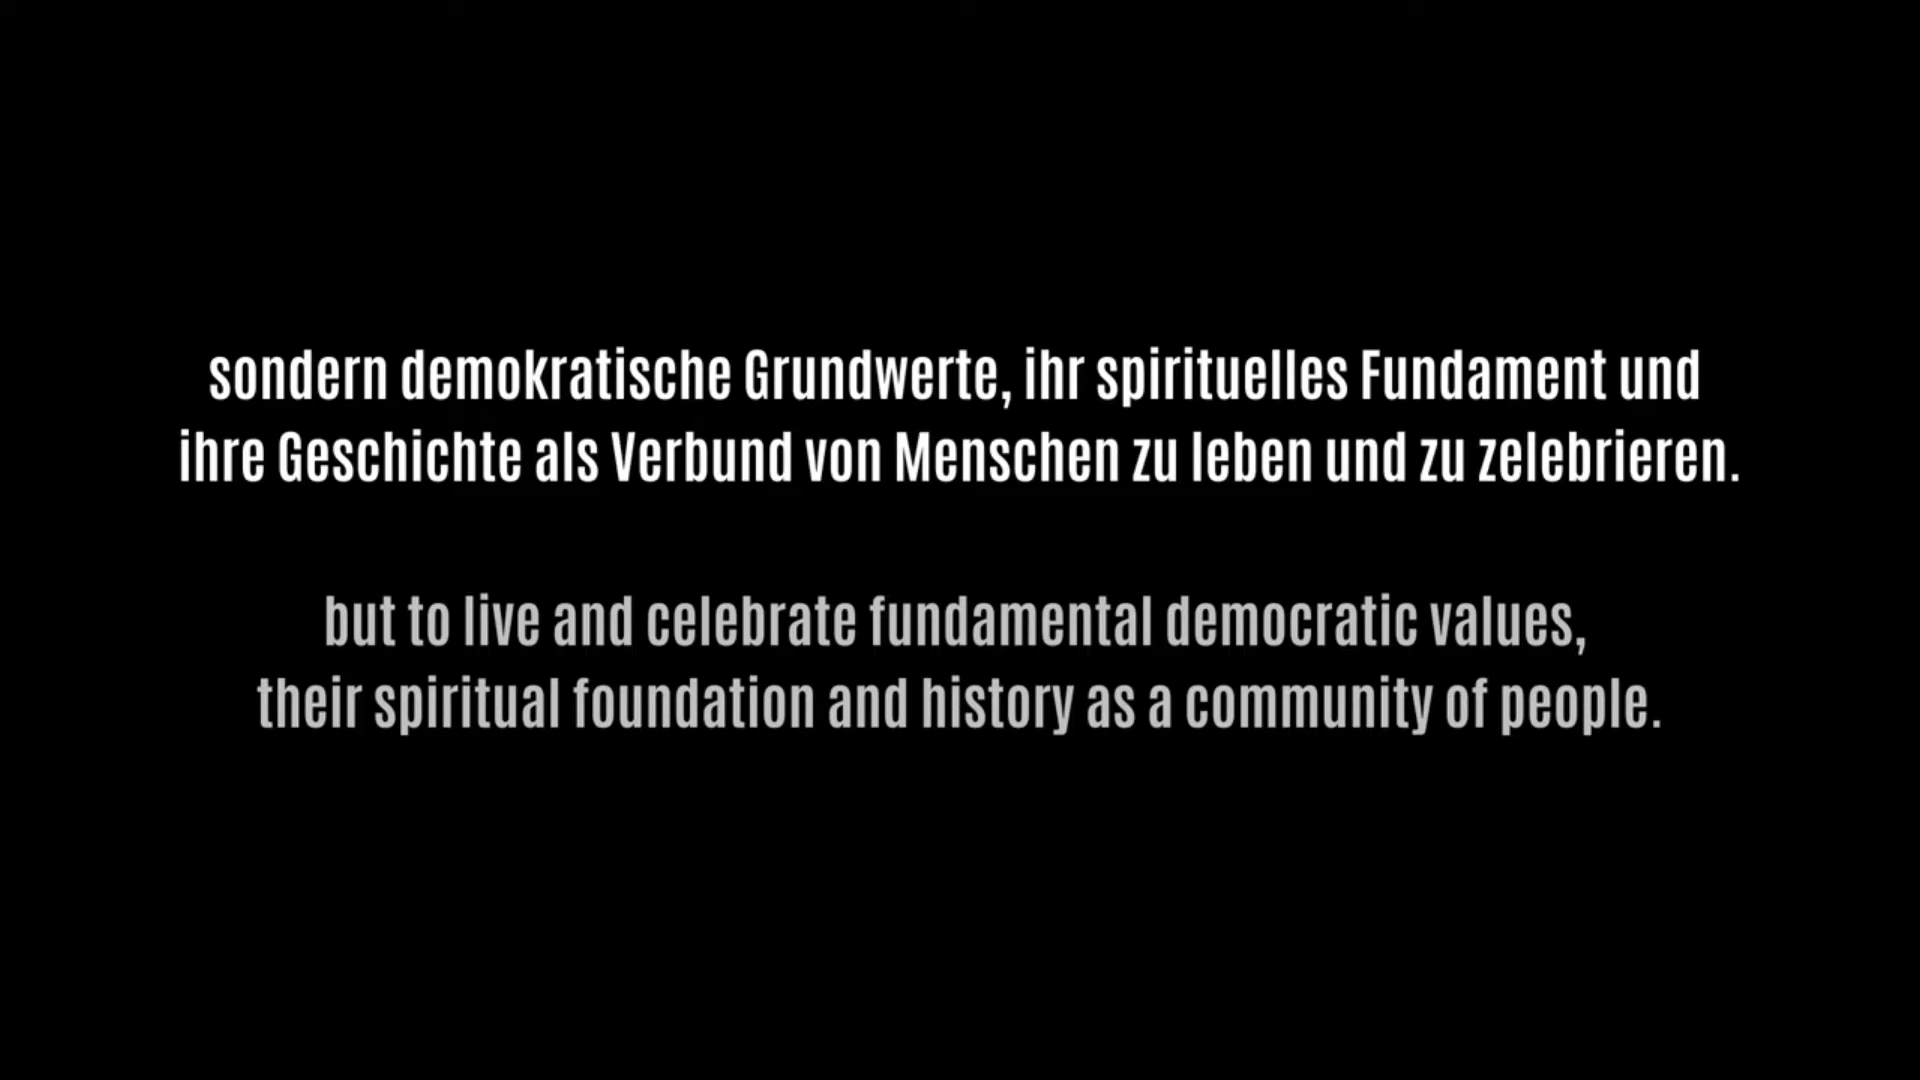 sondern demokratische Grundwerte, ihr spirituelles Fundament und
ihre Geschichte als Verbund von Menschen zu leben und zu zelebrieren.
but to live and celebrate fundamental democratic values,
their spiritual foundation and history as a community of people.